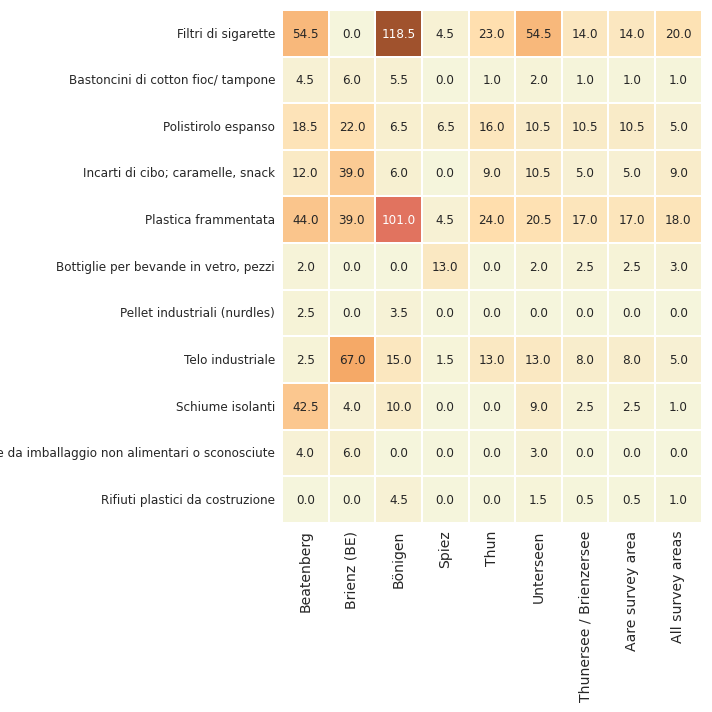 Filtri di sigarette 54.5 0.0 118.5 4.5 23.0 54.5 14.0 14.0 20.0
Bastoncini di cotton fioc/ tampone 4.5 6.0 5.5 0.0 1.0 2.0 1.0 1.0 1.0
Polistirolo espanso 18.5 22.0 6.5 6.5 16.0 10.5 10.5 10.5 5.0
Incarti di cibo; caramelle, snack 12.0 39.0 6.0 0.0 9.0 10.5 5.0 5.0 9.0
Plastica frammentata 44.0 39.0 101.0 4.5 24.0 20.5 17.0 17.0 18.0
Bottiglie per bevande in vetro, pezzi 2.0 0.0 0.0 13.0 0.0 2.0 2.5 2.5 3.0
Pellet industriali (nurdles) 2.5 0.0 3.5 0.0 0.0 0.0 0.0 0.0 0.0
Telo industriale 2.5 67.0 15.0 1.5 13.0 13.0 8.0 8.0 5.0
Schiume isolanti 42.5 4.0 10.0 0.0 0.0 9.0 2.5 2.5 1.0
da imballaggio non alimentari o sconosciute 4.0 6.0 0.0 0.0 0.0 3.0 0.0 0.0 0.0
Rifiuti plastici da costruzione 0.0 0.0 4.5 0.0 0.0 1.5 0.5 0.5 1.0
Beatenberg
Brienz (BE)
Bönigen
Spiez
Thun
Unterseen
Thunersee / Brienzersee
Aare survey area
All survey areas